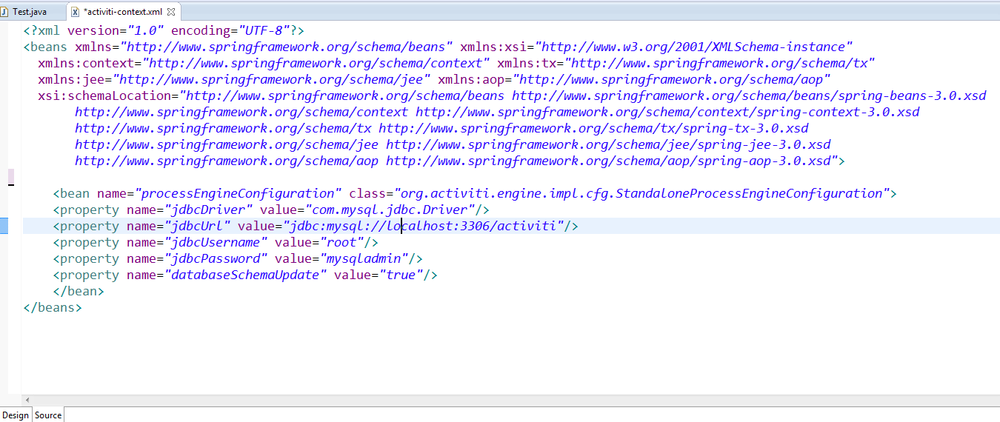 Test.java *activiti-context.xml
<?xml version="1.0" encoding="UTF-8"?>
<beans xmlns="http://www.springframework.org/schema/beans" xmlns:xsi="http://www.w3.org/2001/XMLSchema-instance"
xmlns:context="http://www.springframework.org/schema/context" xmlns:tx="http://www.springframework.org/schema/tx"
xmlns:jee="http://www.springframework.org/schema/jee" xmlns:aop="http://www.springframework.org/schema/aop"
xsi:schemaLocation="http://www.springframework.org/schema/beans http://www.springframework.org/schema/beans/spring-beans-3.0.xsd
http://www.springframework.org/schema/context http://www.springframework.org/schema/context/spring-context-3.0.xsd
http://www.springframework.org/schema/tx http://www.springframework.org/schema/tx/spring-tx-3.0.xsd
http://www.springframework.org/schema/jee http://www.springframework.org/schema/jee/spring-jee-3.0.xsd
http://www.springframework.org/schema/aop http://www.springframework.org/schema/aop/spring-aop-3.0.xsd">
<bean name="processEngineConfiguration" class="org.activiti.engine.impl.cfg.StandaloneProcessEngineConfiguration">
<property name="jdbcDriver" value="com.mysql.jdbc.Driver"/>
<property name="jdbcUrl" value="jdbc:mysql://localhost:3306/activiti"/>
<property name="jdbcUsername" value="root"/>
<property name="jdbcPassword" value="mysqladmin"/>
<property name="databaseSchemaUpdate" value="true"/>
</bean>
</beans>
Design Source